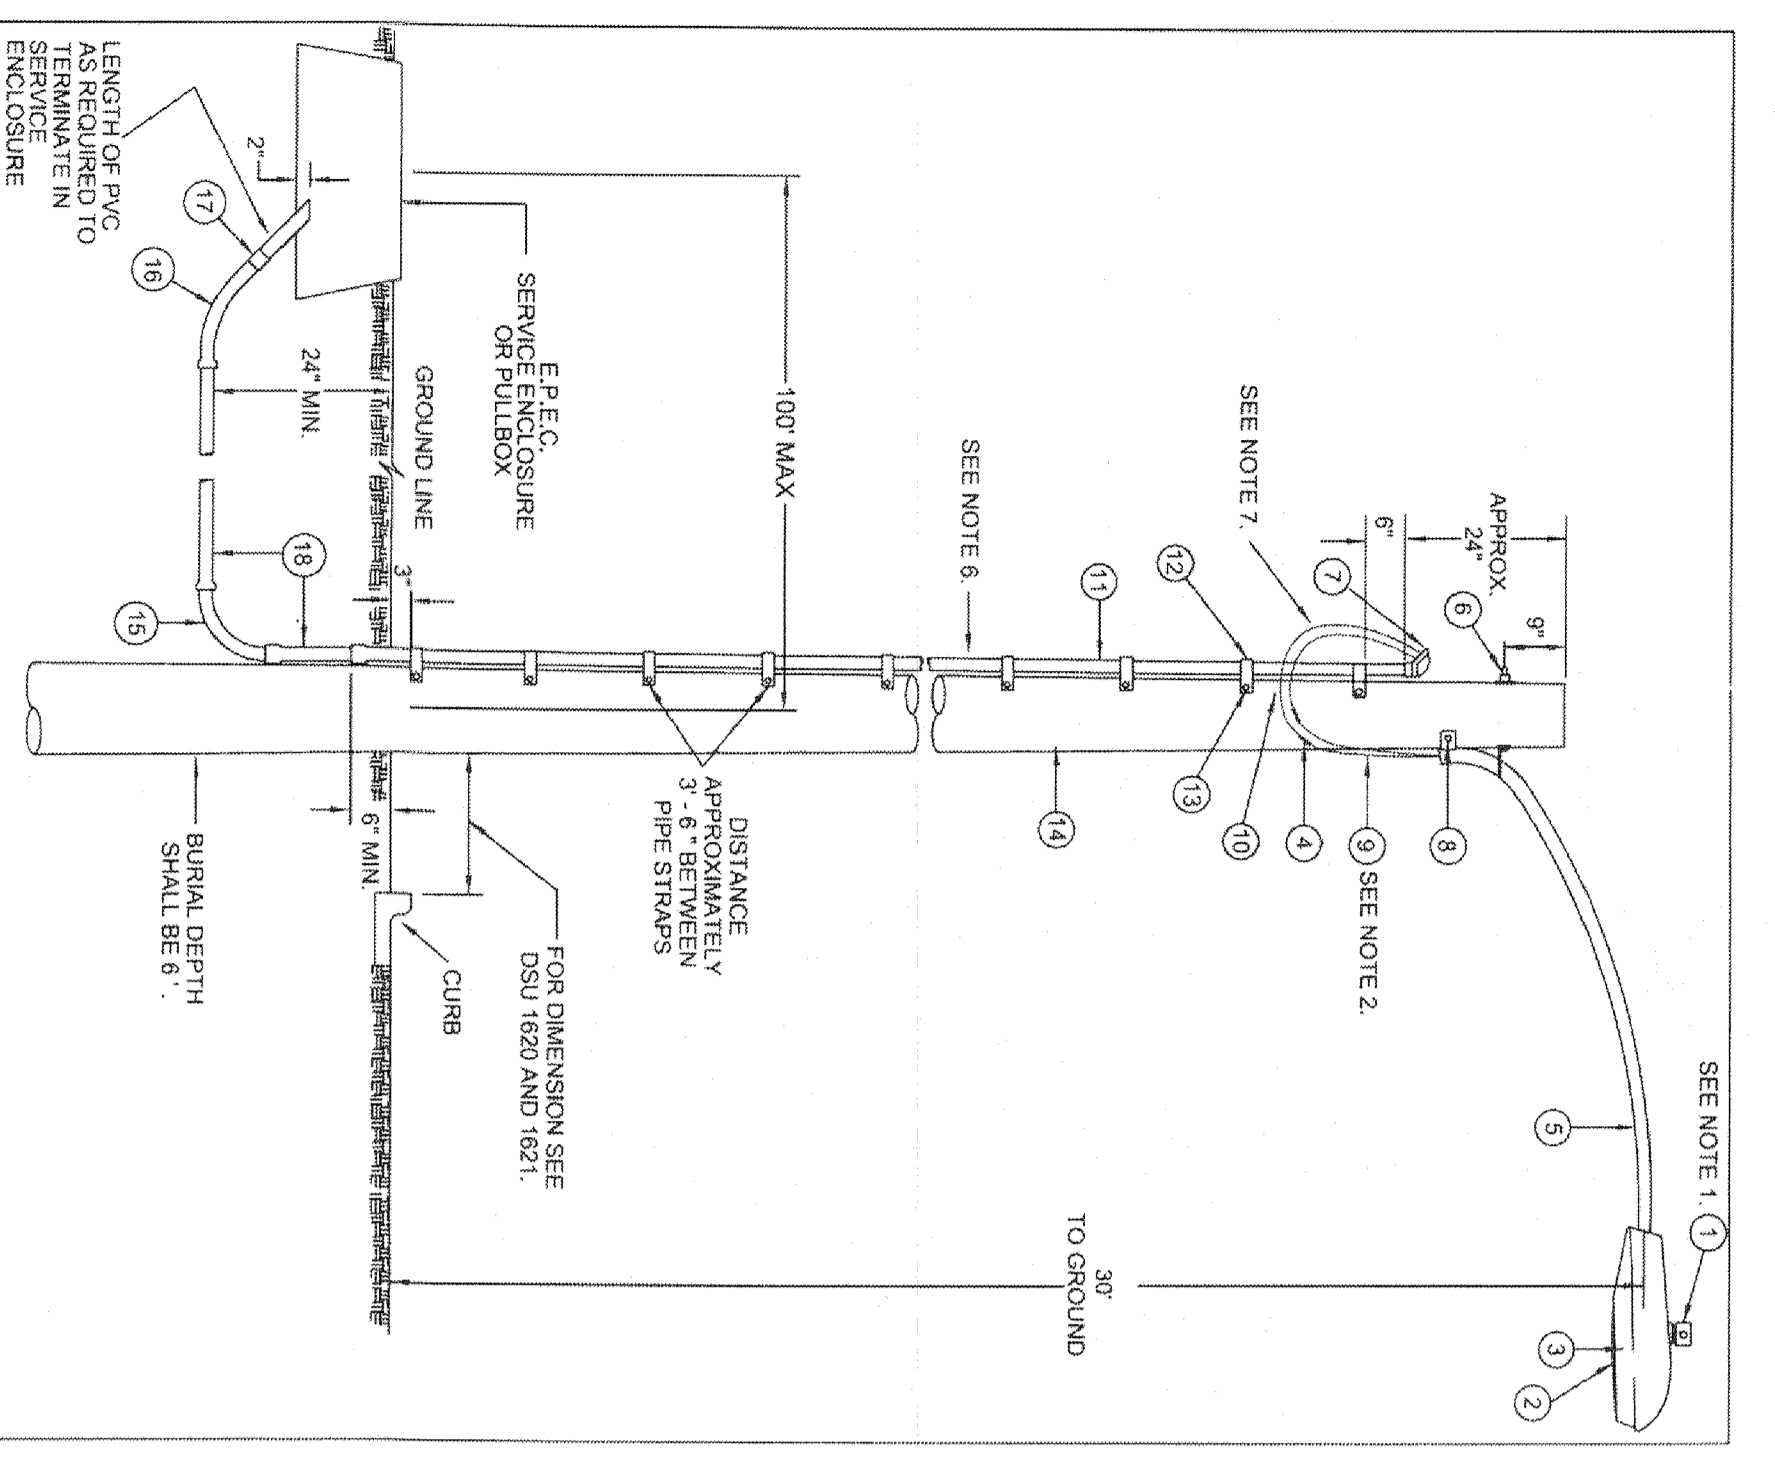 SEE NOTE 1.
1
3
2
5
9"
6
APPROX.
24"
6"
7
8
SEE NOTE 7.
9 SEE NOTE 2.
4
10
12
13
11
14
30'
TO GROUND
SEE NOTE 6.
100' MAX
DISTANCE
APPROXIMATELY
3' - 6" BETWEEN
PIPE STRAPS
E.P.E.C.
SERVICE ENCLOSURE
OR PULLBOX
FOR DIMENSION SEE
DSU 1620 AND 1621.
GROUND LINE
CURB
3"
6" MIN.
24" MIN.
18
2"
17
16
15
BURIAL DEPTH
SHALL BE 6'.
LENGTH OF PVC
AS REQUIRED TO
TERMINATE IN
SERVICE
ENCLOSURE